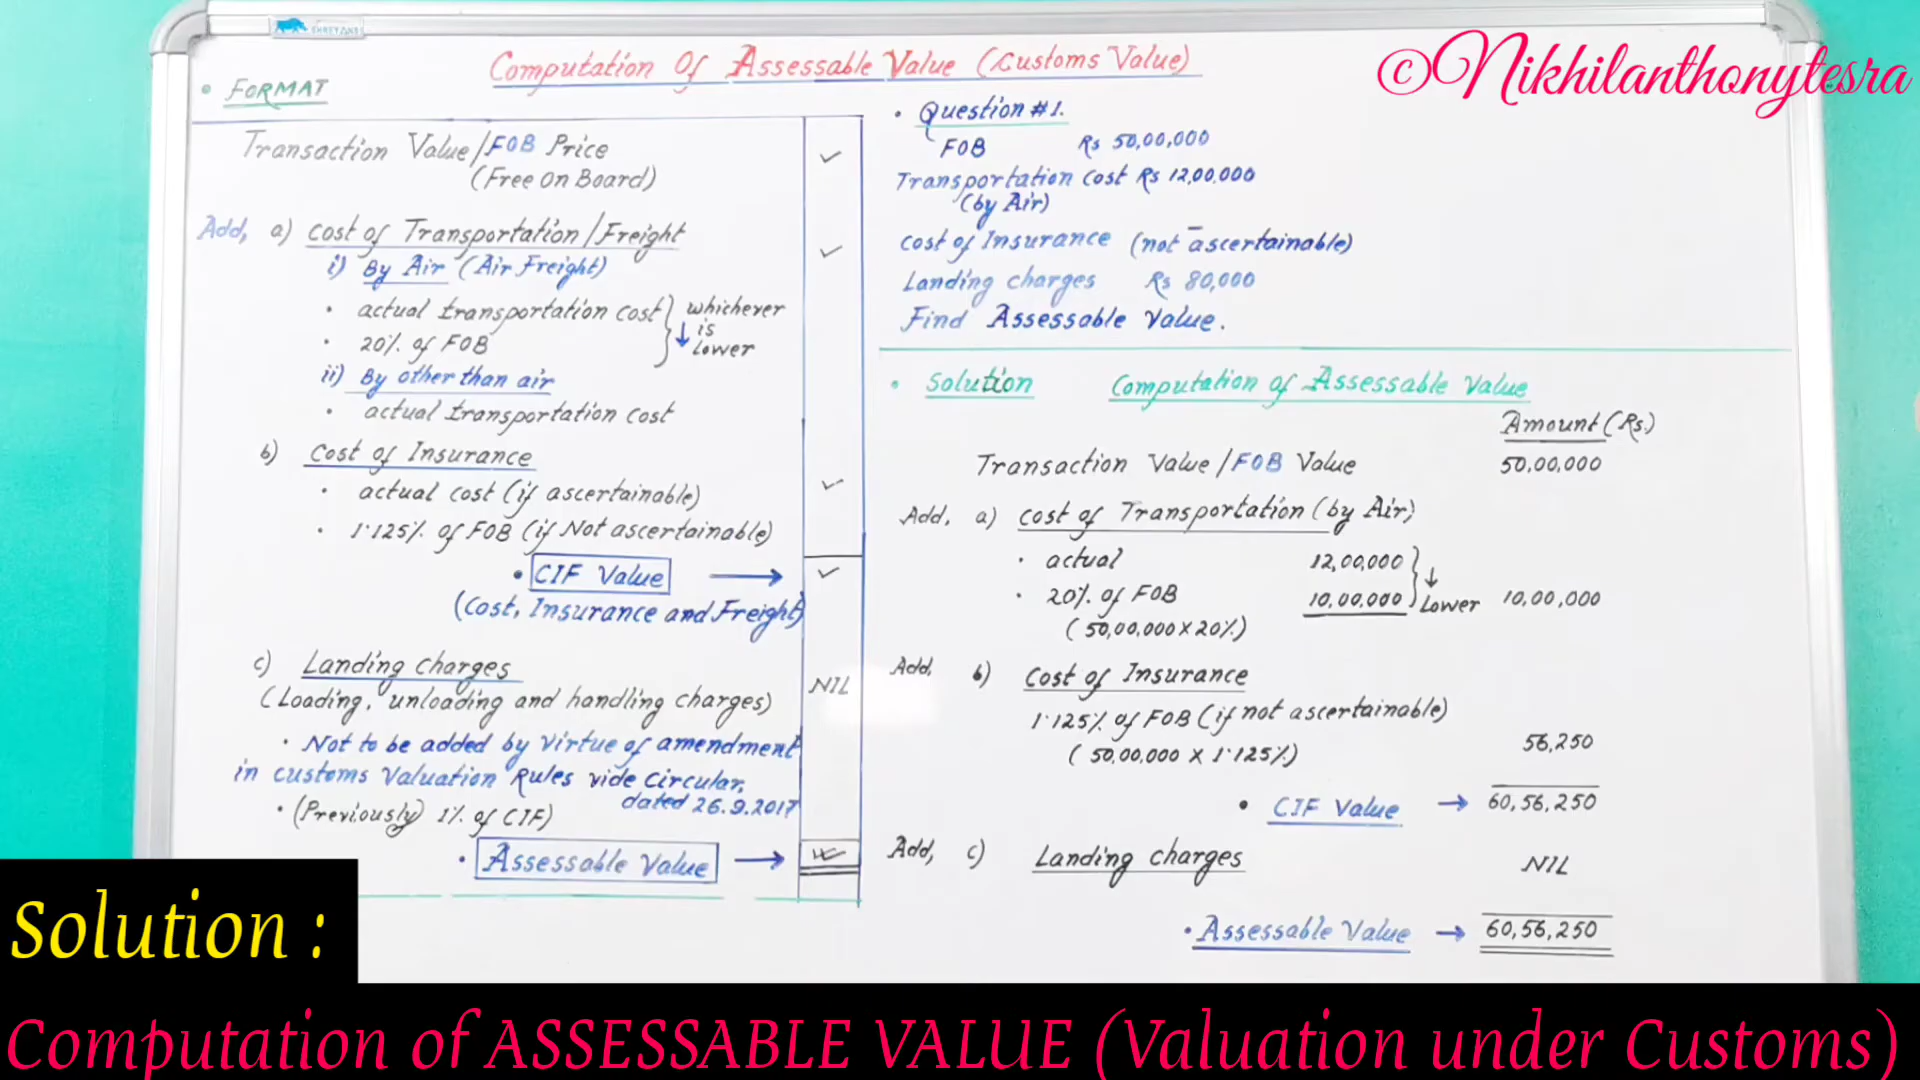 SHREYANS
©Nikhilanthonytesra
Computation Of Assessable Value (Customs Value)
• FORMAT
Transaction Value/FOB Price
(Free On Board)
✓
Add, a) Cost of Transportation/Freight
✓
i) By Air (Air Freight)
• actual transportation cost
• 20% of FOB
whichever
is
Lower
ii) By other than air
• actual transportation cost
b) Cost of Insurance
• actual cost (if ascertainable)
✓
• 1.125% of FOB (if Not ascertainable)
• CIF Value → ✓
(Cost, Insurance and Freight)
c) Landing charges
NIL
(Loading, unloading and handling charges)
• Not to be added by virtue of amendment
in customs Valuation Rules vide circular,
dated 26.9.2017
• (Previously) 1% of CIF)
• Assessable Value → ✓
• Question #1.
FOB Rs 50,00,000
Transportation Cost Rs 12,00,000
(by Air)
Cost of Insurance (not ascertainable)
Landing charges Rs 80,000
Find Assessable Value.
• Solution Computation of Assessable Value
Amount (Rs.)
Transaction Value/FOB Value 50,00,000
Add, a) Cost of Transportation (by Air)
• actual 12,00,000
• 20% of FOB 10,00,000 ↓ Lower 10,00,000
(50,00,000 x 20%)
Add, b) Cost of Insurance
1.125% of FOB (if not ascertainable)
(50,00,000 x 1.125%) 56,250
• CIF Value → 60,56,250
Add, c) Landing charges NIL
• Assessable Value → 60,56,250
Solution :
Computation of ASSESSABLE VALUE (Valuation under Customs)